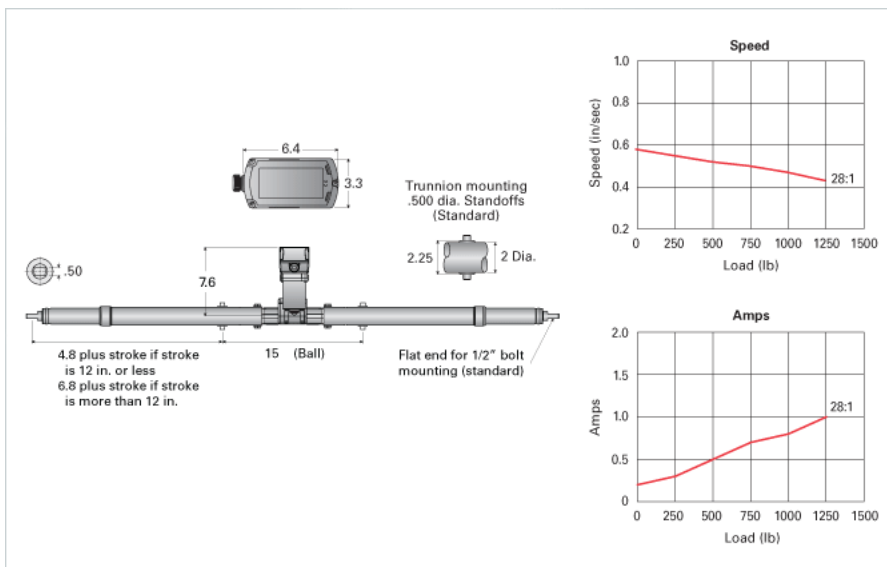 6.4
3.3
Trunnion mounting
.500 dia. Standoffs
(Standard)
2.25
2 Dia.
.50
7.6
4.8 plus stroke if stroke
is 12 in. or less
6.8 plus stroke if stroke
is more than 12 in.
15 (Ball)
Flat end for 1/2" bolt
mounting (standard)
Speed
Speed (in/sec)
1.0
0.8
0.6
0.4
0.2
28:1
0 250 500 750 1000 1250 1500
Load (lb)
Amps
Amps
2.0
1.5
1.0
0.5
0
28:1
0 250 500 750 1000 1250 1500
Load (lb)